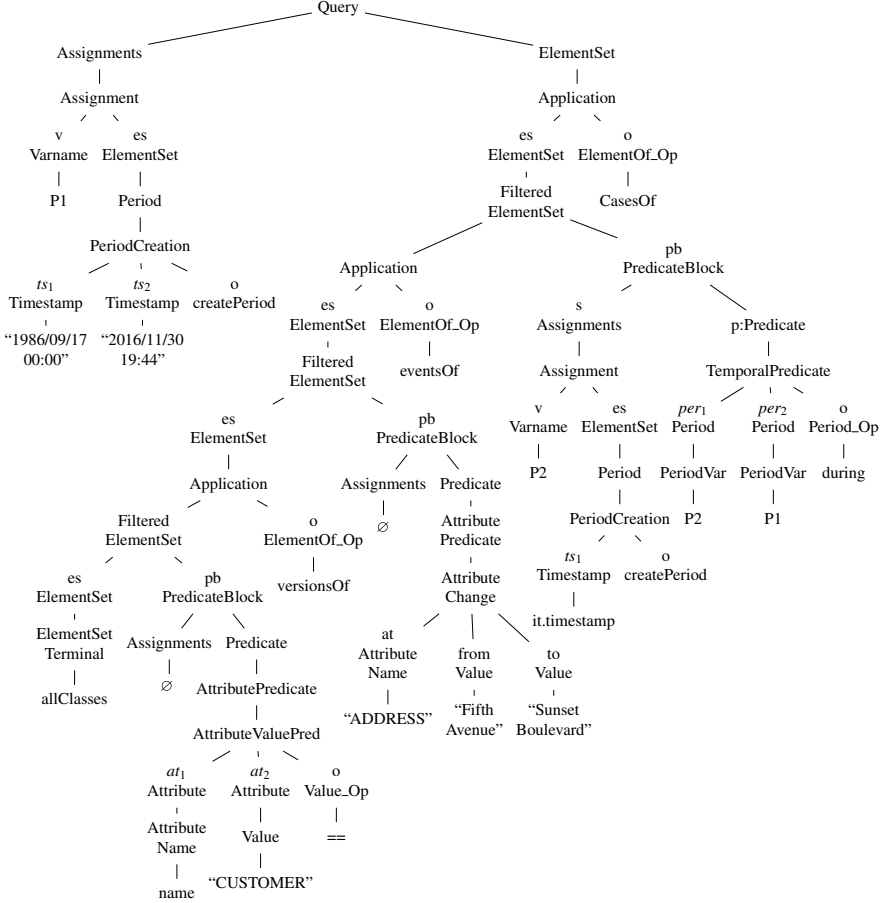 Query
Assignments ElementSet
Assignment Application
v es es o
Varname ElementSet ElementSet ElementOf_Op
P1 Period Filtered CasesOf
ElementSet
PeriodCreation pb
Application PredicateBlock
ts1 ts2 o
Timestamp Timestamp createPeriod
es o s
ElementSet ElementOf_Op Assignments p:Predicate
“1986/09/17 “2016/11/30
00:00” 19:44”
Filtered eventsOf Assignment TemporalPredicate
ElementSet
es pb v es per1 per2 o
ElementSet PredicateBlock Varname ElementSet Period Period Period_Op
Application Assignments Predicate P2 Period PeriodVar PeriodVar during
Filtered o ∅ Attribute PeriodCreation P2 P1
ElementSet ElementOf_Op Predicate
es pb versionsOf Attribute ts1 o
ElementSet PredicateBlock Change Timestamp createPeriod
ElementSet Assignments Predicate at from to it.timestamp
Terminal Attribute Value Value
Name
allClasses ∅ AttributePredicate
“ADDRESS” “Fifth “Sunset
Avenue” Boulevard”
AttributeValuePred
at1 at2 o
Attribute Attribute Value_Op
Attribute Value ==
Name
name “CUSTOMER”